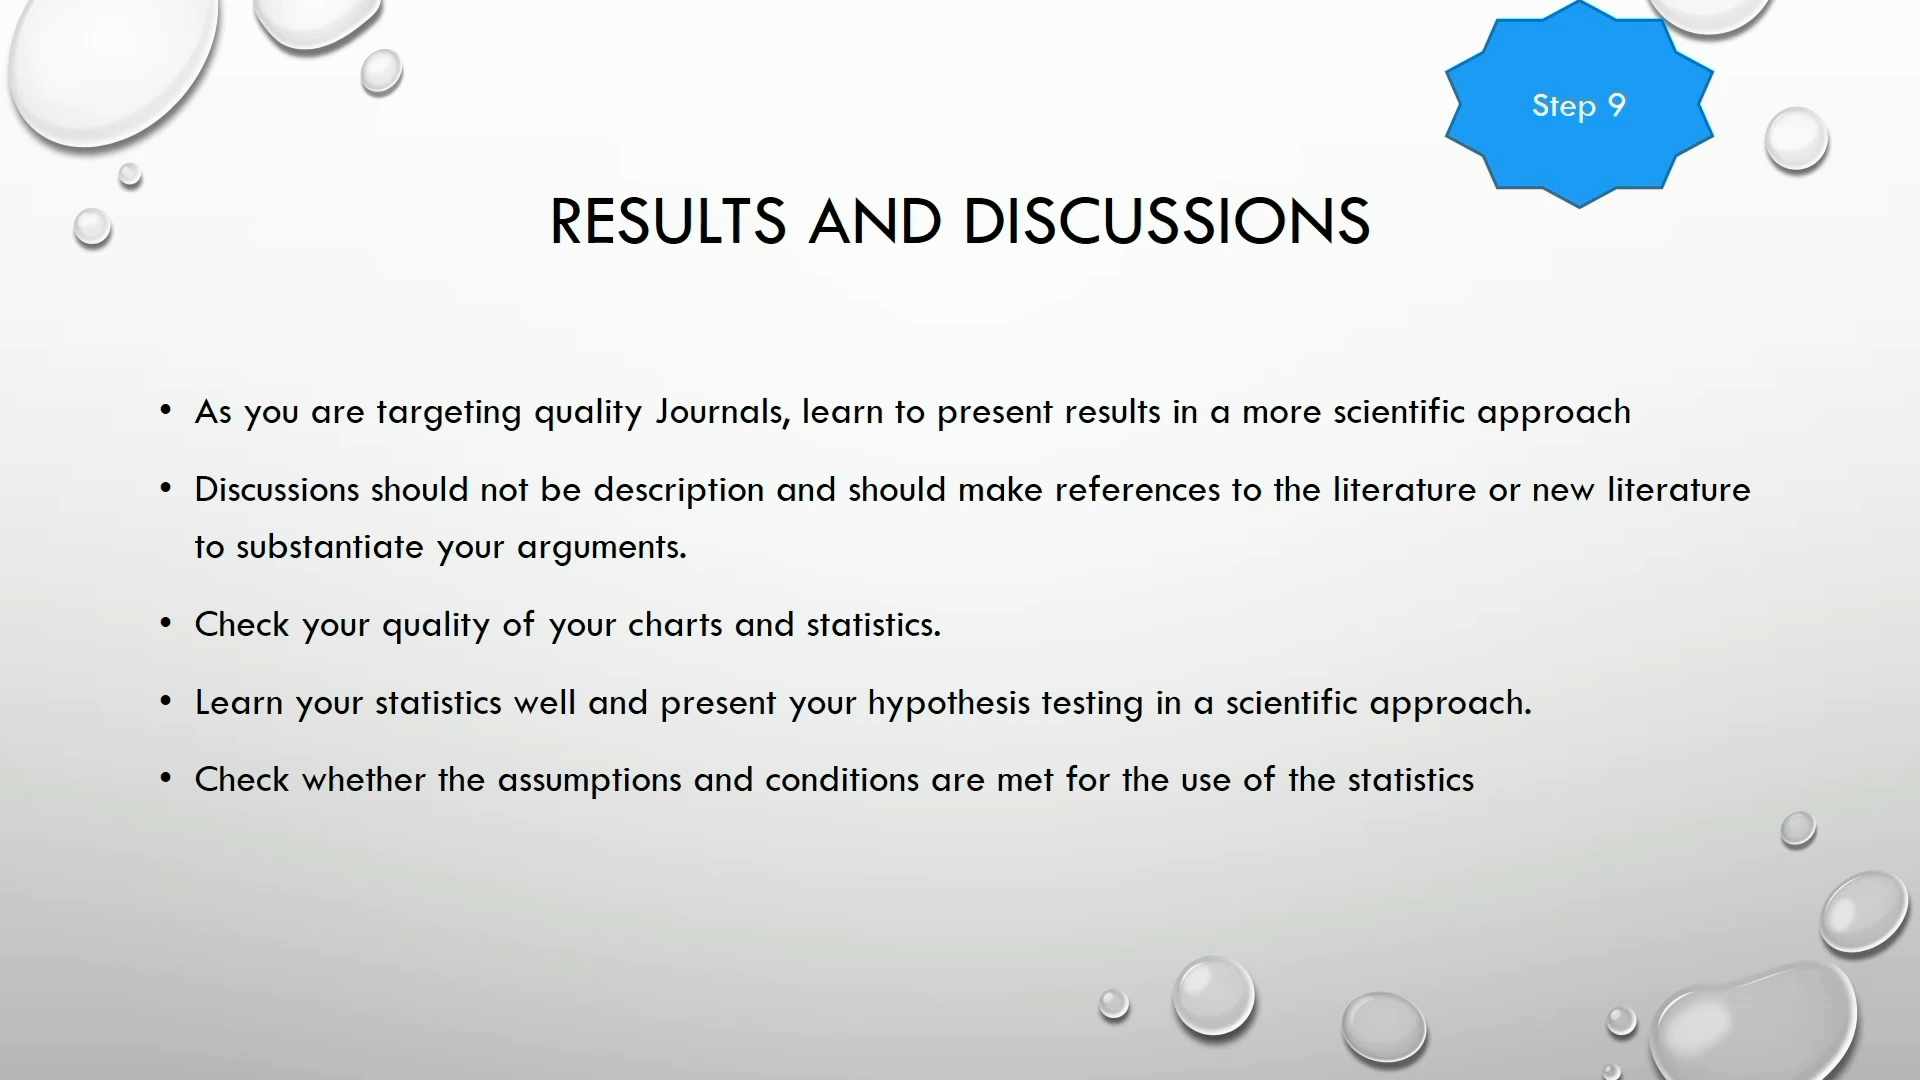 Step 9
RESULTS AND DISCUSSIONS
• As you are targeting quality Journals, learn to present results in a more scientific approach
• Discussions should not be description and should make references to the literature or new literature
to substantiate your arguments.
• Check your quality of your charts and statistics.
• Learn your statistics well and present your hypothesis testing in a scientific approach.
• Check whether the assumptions and conditions are met for the use of the statistics